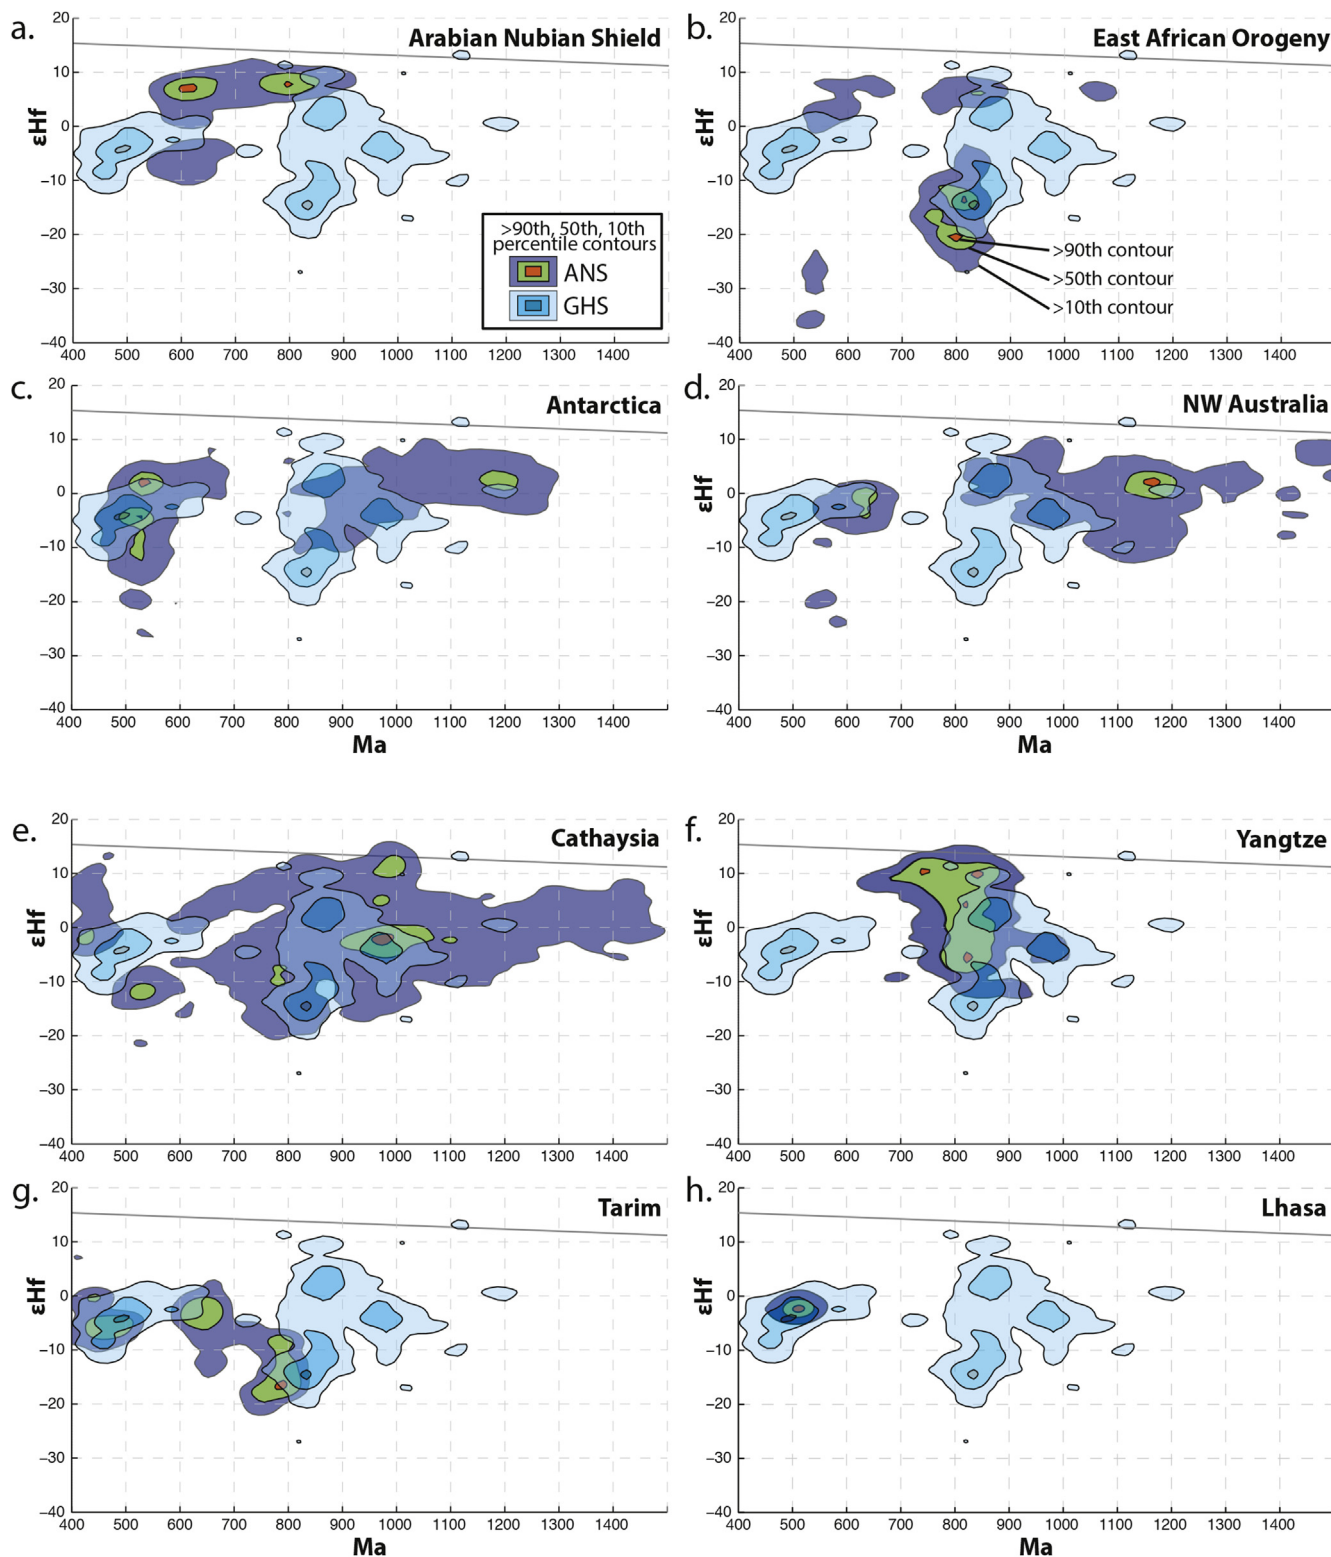 a.
Arabian Nubian Shield
20
10
0
−10
−20
−30
−40
εHf
400 500 600 700 800 900 1000 1100 1200 1300 1400
>90th, 50th, 10th
percentile contours
ANS
GHS
b.
East African Orogeny
20
10
0
−10
−20
−30
−40
εHf
>90th contour
>50th contour
>10th contour
400 500 600 700 800 900 1000 1100 1200 1300 1400
c.
Antarctica
20
10
0
−10
−20
−30
−40
εHf
400 500 600 700 800 900 1000 1100 1200 1300 1400
Ma
d.
NW Australia
20
10
0
−10
−20
−30
−40
εHf
400 500 600 700 800 900 1000 1100 1200 1300 1400
Ma
e.
Cathaysia
20
10
0
−10
−20
−30
−40
εHf
400 500 600 700 800 900 1000 1100 1200 1300 1400
f.
Yangtze
20
10
0
−10
−20
−30
−40
εHf
400 500 600 700 800 900 1000 1100 1200 1300 1400
g.
Tarim
20
10
0
−10
−20
−30
−40
εHf
400 500 600 700 800 900 1000 1100 1200 1300 1400
Ma
h.
Lhasa
20
10
0
−10
−20
−30
−40
εHf
400 500 600 700 800 900 1000 1100 1200 1300 1400
Ma